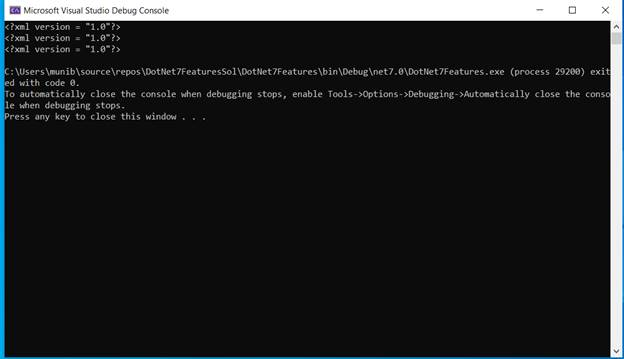 Microsoft Visual Studio Debug Console
<?xml version = "1.0"?>
<?xml version = "1.0"?>
<?xml version = "1.0"?>
C:\Users\munib\source\repos\DotNet7FeaturesSol\DotNet7Features\bin\Debug\net7.0\DotNet7Features.exe (process 29200) exit
ed with code 0.
To automatically close the console when debugging stops, enable Tools->Options->Debugging->Automatically close the conso
le when debugging stops.
Press any key to close this window . . .